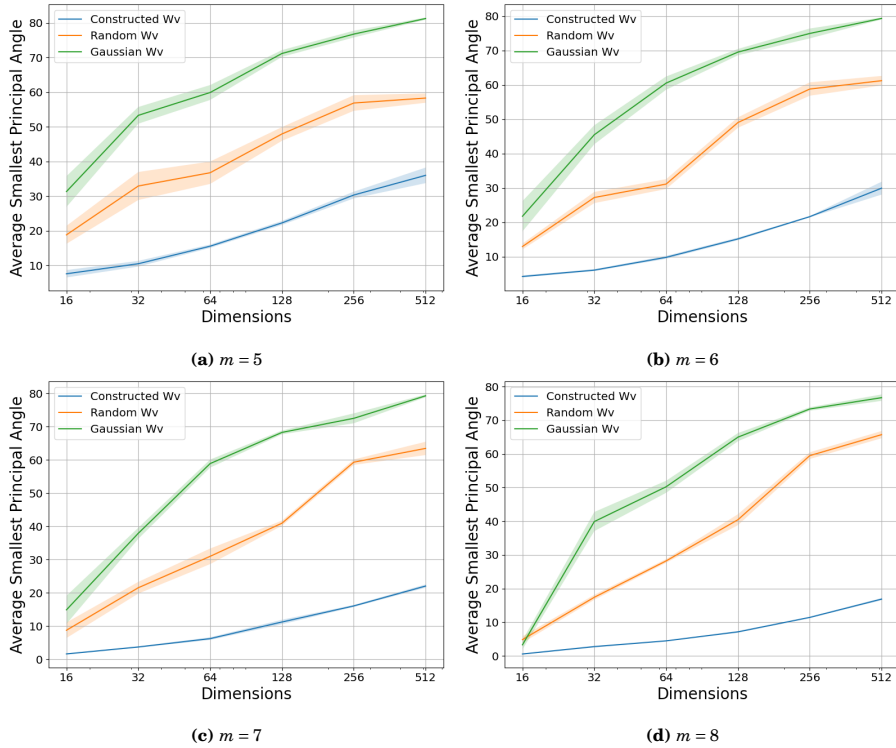 Average Smallest Principal Angle
80
70
60
50
40
30
20
10
Constructed Wv
Random Wv
Gaussian Wv
16 32 64 128 256 512
Dimensions
(a) m = 5
Average Smallest Principal Angle
80
70
60
50
40
30
20
10
Constructed Wv
Random Wv
Gaussian Wv
16 32 64 128 256 512
Dimensions
(b) m = 6
Average Smallest Principal Angle
80
70
60
50
40
30
20
10
0
Constructed Wv
Random Wv
Gaussian Wv
16 32 64 128 256 512
Dimensions
(c) m = 7
Average Smallest Principal Angle
80
70
60
50
40
30
20
10
0
Constructed Wv
Random Wv
Gaussian Wv
16 32 64 128 256 512
Dimensions
(d) m = 8